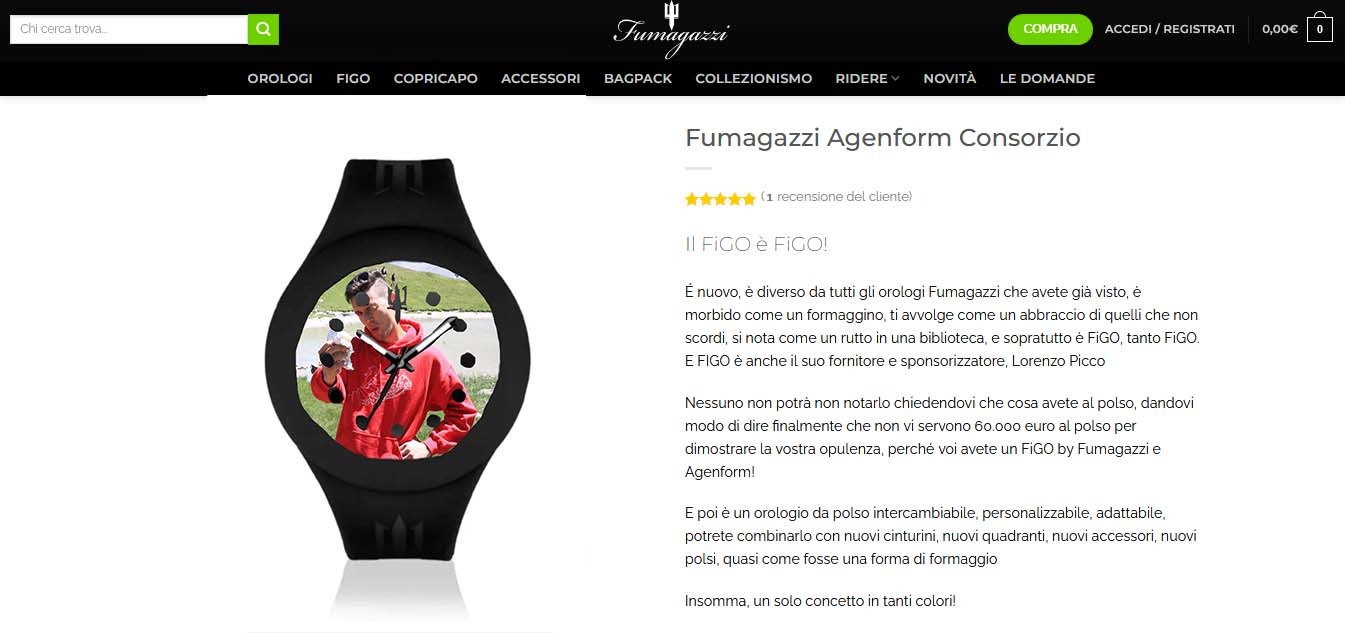 Chi cerca trova...
Fumagazzi
COMPRA
ACCEDI / REGISTRATI
0,00€
0
OROLOGI
FIGO
COPRICAPO
ACCESSORI
BAGPACK
COLLEZIONISMO
RIDERE
NOVITÀ
LE DOMANDE
Fumagazzi Agenform Consorzio
(1 recensione del cliente)
Il FiGO è FiGO!
É nuovo, è diverso da tutti gli orologi Fumagazzi che avete già visto, è
morbido come un formaggino, ti avvolge come un abbraccio di quelli che non
scordi, si nota come un rutto in una biblioteca, e sopratutto è FiGO, tanto FiGO.
E FIGO è anche il suo fornitore e sponsorizzatore, Lorenzo Picco
Nessuno non potrà non notarlo chiedendovi che cosa avete al polso, dandovi
modo di dire finalmente che non vi servono 60.000 euro al polso per
dimostrare la vostra opulenza, perché voi avete un FiGO by Fumagazzi e
Agenform!
E poi è un orologio da polso intercambiabile, personalizzabile, adattabile,
potrete combinarlo con nuovi cinturini, nuovi quadranti, nuovi accessori, nuovi
polsi, quasi come fosse una forma di formaggio
Insomma, un solo concetto in tanti colori!